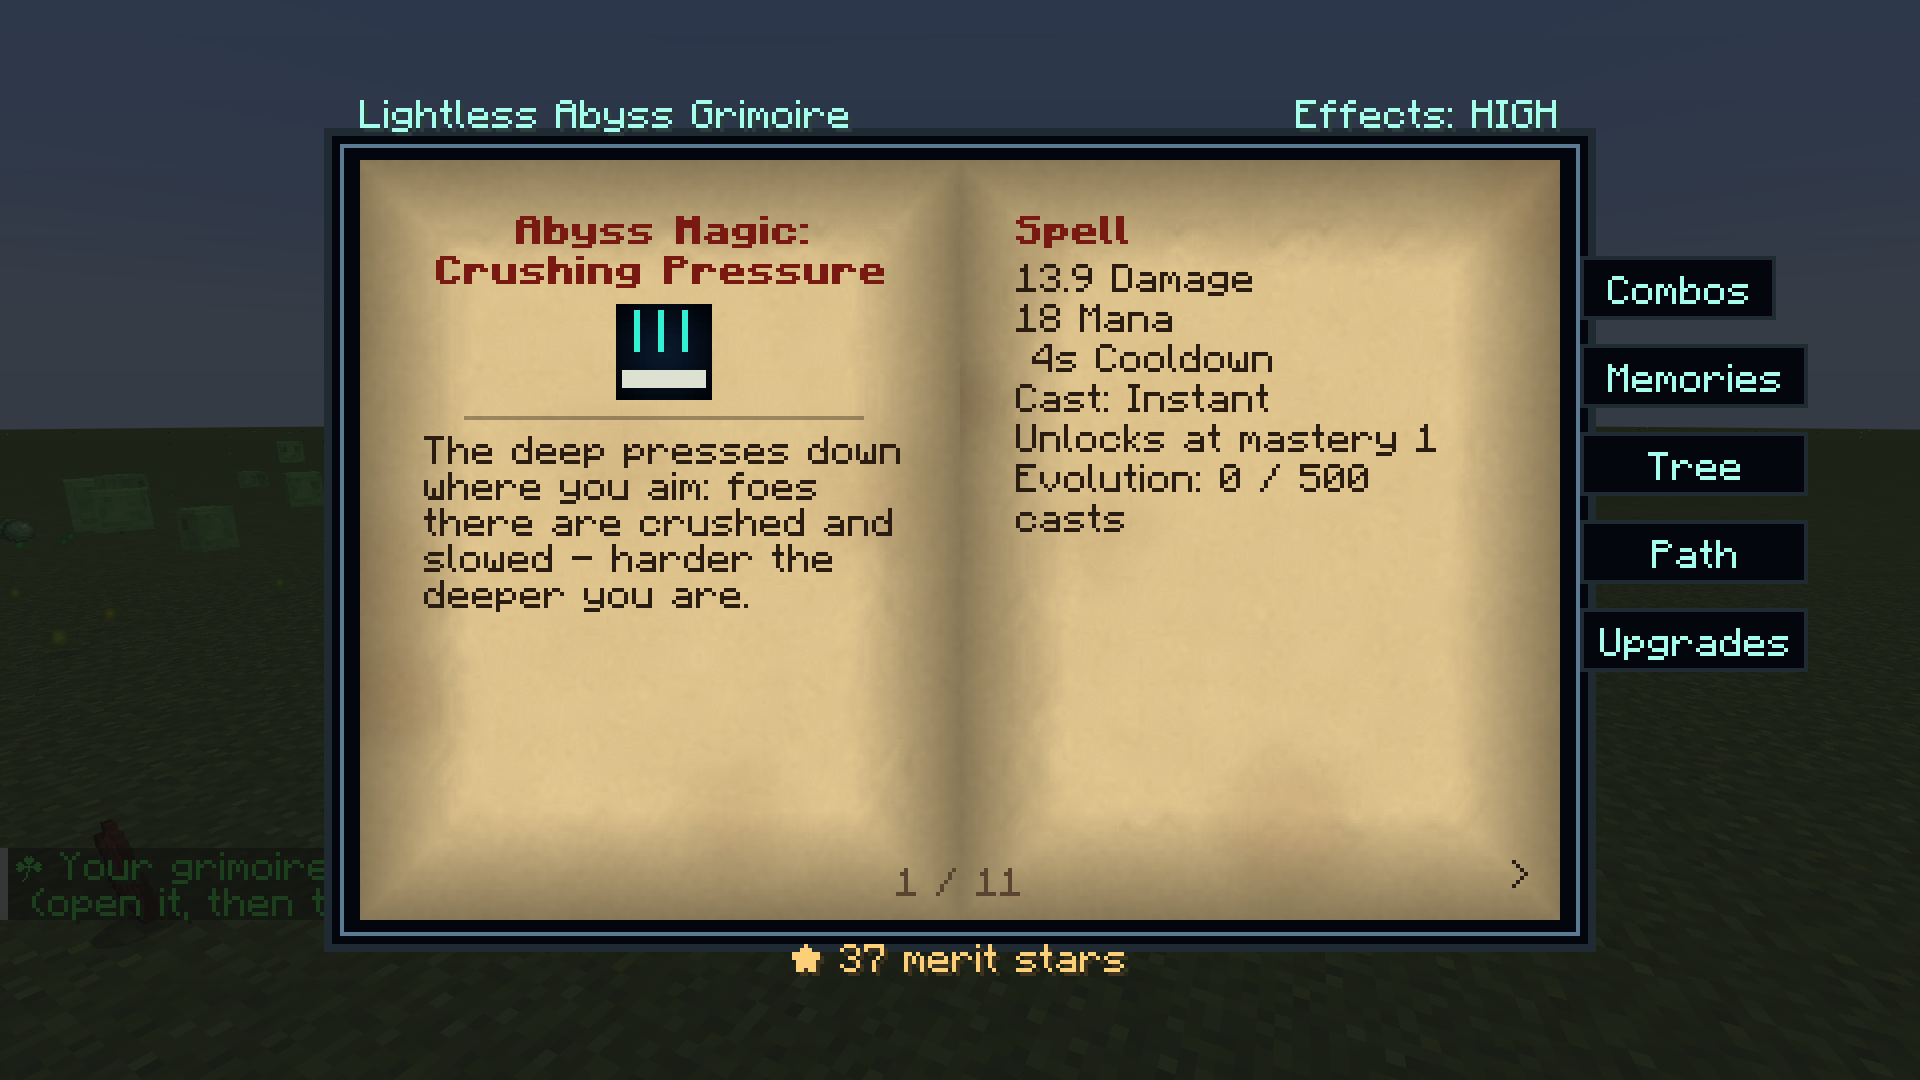 Lightless Abyss Grimoire
Effects: HIGH
Abyss Magic:
Crushing Pressure
The deep presses down
where you aim: foes
there are crushed and
slowed – harder the
deeper you are.
Spell
13.9 Damage
18 Mana
4s Cooldown
Cast: Instant
Unlocks at mastery 1
Evolution: 0 / 500
casts
Combos
Memories
Tree
Path
Upgrades
☘ Your grimoire
(open it, then t
1 / 11
>
★ 37 merit stars